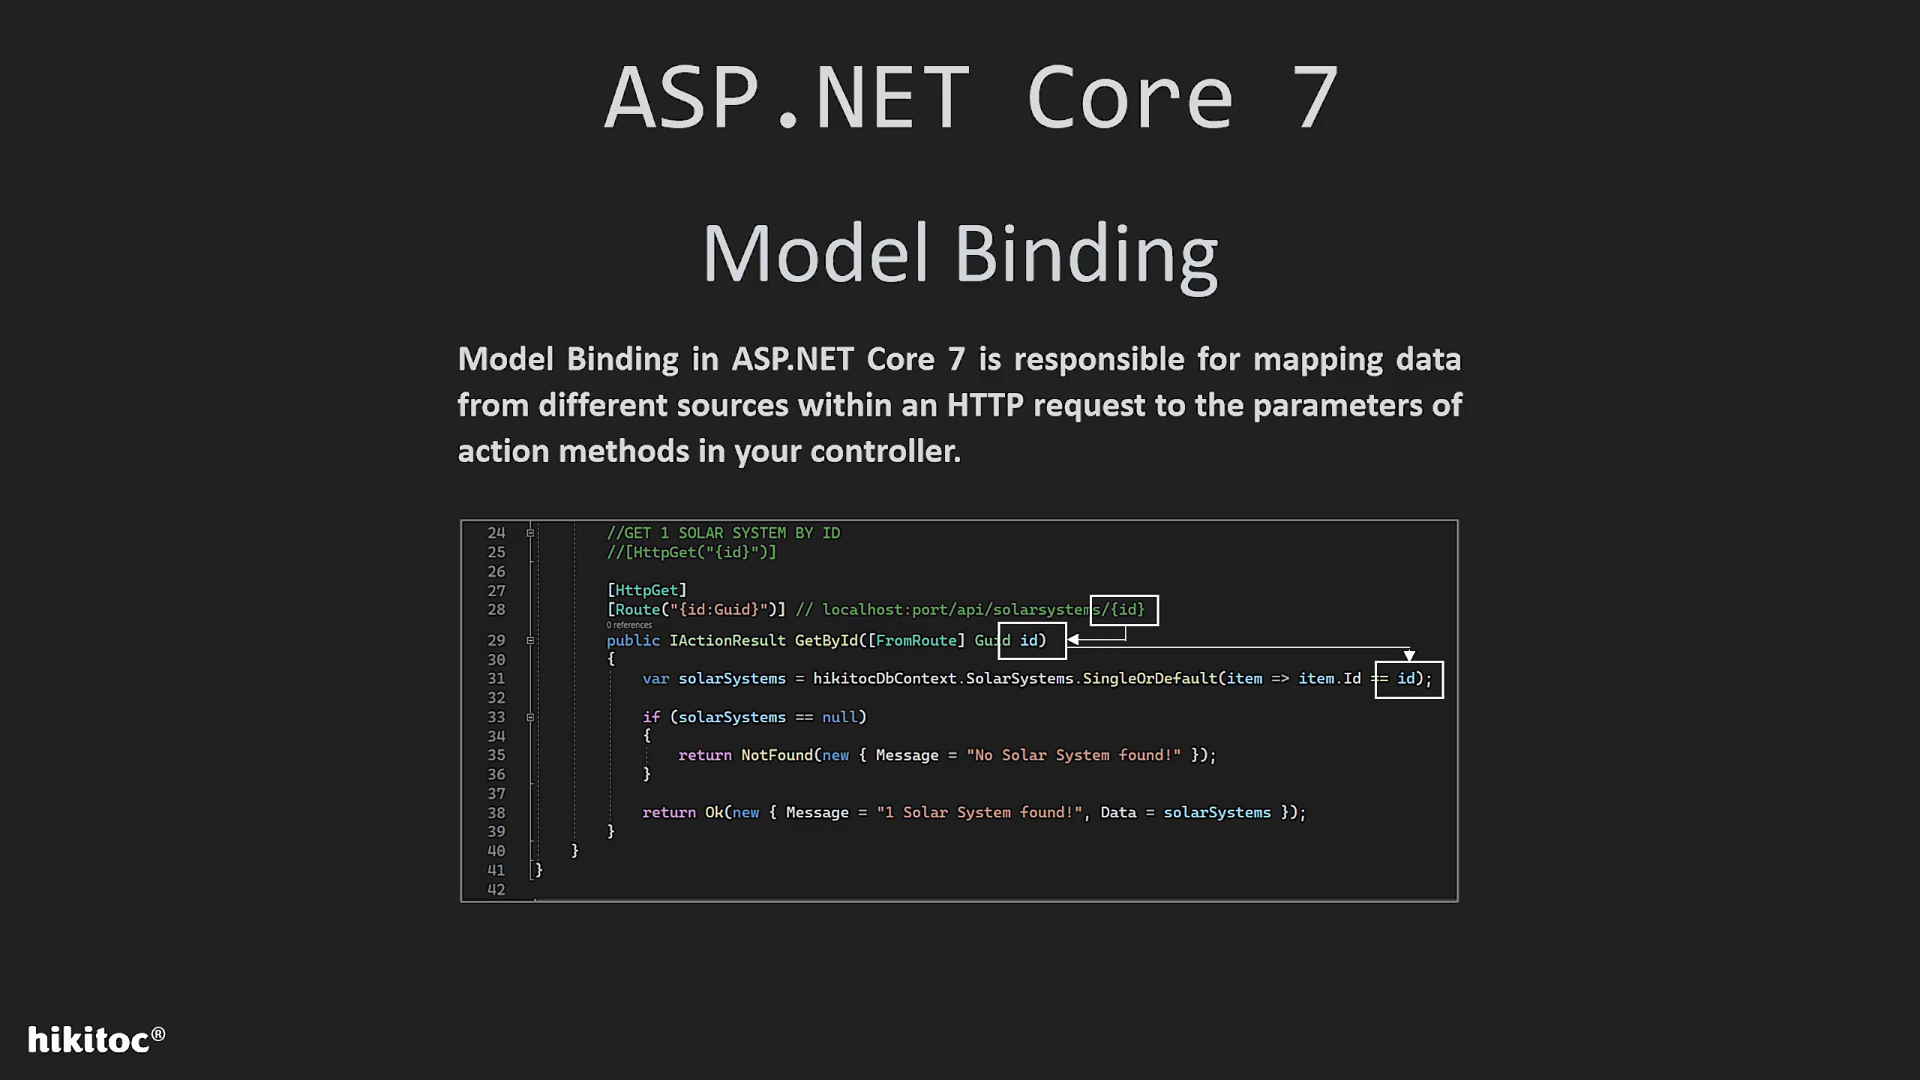 ASP.NET Core 7
Model Binding
Model Binding in ASP.NET Core 7 is responsible for mapping data
from different sources within an HTTP request to the parameters of
action methods in your controller.
24 //GET 1 SOLAR SYSTEM BY ID
25 //[HttpGet("{id}")]
26
27 [HttpGet]
28 [Route("{id:Guid}")] // localhost:port/api/solarsystems/{id}
0 references
29 public IActionResult GetById([FromRoute] Guid id)
30 {
31 var solarSystems = hikitocDbContext.SolarSystems.SingleOrDefault(item => item.Id == id);
32
33 if (solarSystems == null)
34 {
35 return NotFound(new { Message = "No Solar System found!" });
36 }
37
38 return Ok(new { Message = "1 Solar System found!", Data = solarSystems });
39 }
40 }
41 }
42
hikitoc®